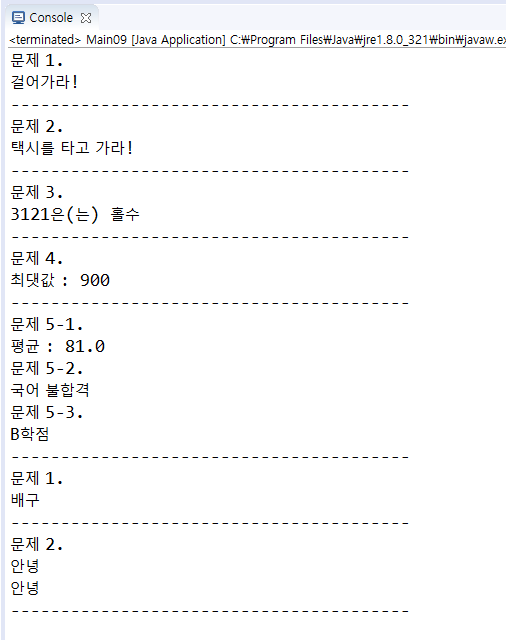 Console
<terminated> Main09 [Java Application] C:₩Program Files₩Java₩jre1.8.0_321₩bin₩javaw.ex
문제 1.
걸어가라!
----------------------------------------
문제 2.
택시를 타고 가라!
----------------------------------------
문제 3.
3121은(는) 홀수
----------------------------------------
문제 4.
최댓값 : 900
----------------------------------------
문제 5-1.
평균 : 81.0
문제 5-2.
국어 불합격
문제 5-3.
B학점
----------------------------------------
문제 1.
배구
----------------------------------------
문제 2.
안녕
안녕
----------------------------------------